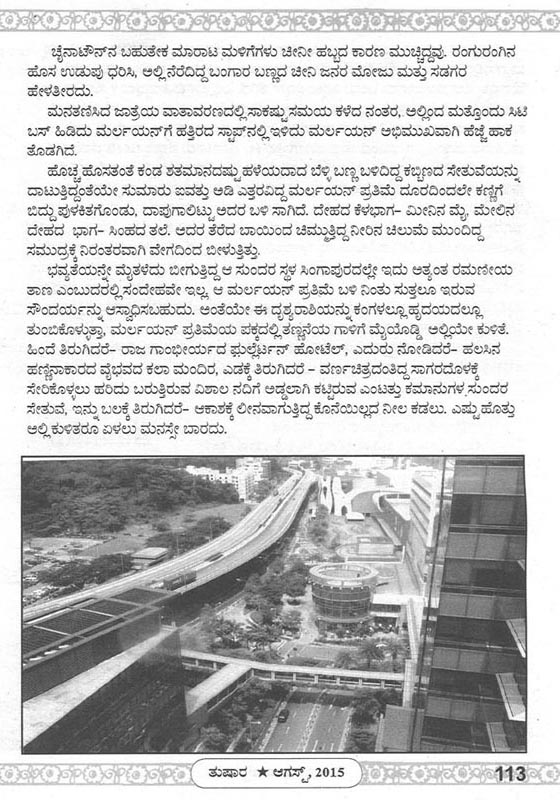 ಚೈನಾಟೌನ್‌ನ ಬಹುತೇಕ ಮಾರಾಟ ಮಳಿಗೆಗಳು ಚೀನೀ ಹಬ್ಬದ ಕಾರಣ ಮುಚ್ಚಿದ್ದವು. ರಂಗುರಂಗಿನ
ಹೊಸ ಉಡುಪು ಧರಿಸಿ, ಅಲ್ಲಿ ನೆರೆದಿದ್ದ ಬಂಗಾರ ಬಣ್ಣದ ಚೀನಿ ಜನರ ಮೋಜು ಮತ್ತು ಸಡಗರ
ಹೇಳತೀರದು.
ಮನತಣಿಸಿದ ಜಾತ್ರೆಯ ವಾತಾವರಣದಲ್ಲಿ ಸಾಕಷ್ಟು ಸಮಯ ಕಳೆದ ನಂತರ, ಅಲ್ಲಿಂದ ಮತ್ತೊಂದು ಸಿಟಿ
ಬಸ್ ಹಿಡಿದು ಮರ್ಲಯನ್‌ಗೆ ಹತ್ತಿರದ ಸ್ಟಾಪ್‌ನಲ್ಲಿ ಇಳಿದು ಮರ್ಲಯನ್ ಅಭಿಮುಖವಾಗಿ ಹೆಜ್ಜೆ ಹಾಕ
ತೊಡಗಿದೆ.
ಹೊಚ್ಚ ಹೊಸತಂತೆ ಕಂಡ ಶತಮಾನದಷ್ಟು ಹಳೆಯದಾದ ಬೆಳ್ಳಿ ಬಣ್ಣ ಬಳಿದಿದ್ದ ಕಬ್ಬಿಣದ ಸೇತುವೆಯನ್ನು
ದಾಟುತ್ತಿದ್ದಂತೆಯೇ ಸುಮಾರು ಐವತ್ತು ಅಡಿ ಎತ್ತರವಿದ್ದ ಮರ್ಲಯನ್ ಪ್ರತಿಮೆ ದೂರದಿಂದಲೇ ಕಣ್ಣಿಗೆ
ಬಿದ್ದು ಪುಳಕಿತಗೊಂಡು, ದಾಪುಗಾಲಿಟ್ಟು ಅದರ ಬಳಿ ಸಾಗಿದೆ. ದೇಹದ ಕೆಳಭಾಗ– ಮೀನಿನ ಮೈ, ಮೇಲಿನ
ದೇಹದ ಭಾಗ– ಸಿಂಹದ ತಲೆ. ಅದರ ತೆರೆದ ಬಾಯಿಂದ ಚಿಮ್ಮುತ್ತಿದ್ದ ನೀರಿನ ಚಿಲುಮೆ ಮುಂದಿದ್ದ
ಸಮುದ್ರಕ್ಕೆ ನಿರಂತರವಾಗಿ ವೇಗದಿಂದ ಬೀಳುತ್ತಿತ್ತು.
ಭವ್ಯತೆಯನ್ನೇ ಮೈತಳೆದು ಬೀಗುತ್ತಿದ್ದ ಆ ಸುಂದರ ಸ್ಥಳ ಸಿಂಗಾಪುರದಲ್ಲೇ ಇದು ಅತ್ಯಂತ ರಮಣೀಯ
ತಾಣ ಎಂಬುದರಲ್ಲಿ ಸಂದೇಹವೇ ಇಲ್ಲ. ಆ ಮರ್ಲಯನ್ ಪ್ರತಿಮೆ ಬಳಿ ನಿಂತು ಸುತ್ತಲೂ ಇರುವ
ಸೌಂದರ್ಯನ್ನು ಆಸ್ವಾಧಿಸಬಹುದು. ಅಂತೆಯೇ ಈ ದೃಶ್ಯರಾಶಿಯನ್ನು ಕಂಗಳಲ್ಲೂ ಹೃದಯದಲ್ಲೂ
ತುಂಬಿಕೊಳ್ಳುತ್ತಾ, ಮರ್ಲಯನ್ ಪ್ರತಿಮೆಯ ಪಕ್ಕದಲ್ಲಿ ತಣ್ಣನೆಯ ಗಾಳಿಗೆ ಮೈಯೊಡ್ಡಿ ಅಲ್ಲಿಯೇ ಕುಳಿತೆ.
ಹಿಂದೆ ತಿರುಗಿದರೆ– ರಾಜ ಗಾಂಭೀರ್ಯದ ಫುಲ್ಲೆರ್ಟನ್ ಹೋಟೆಲ್, ಎದುರು ನೋಡಿದರೆ– ಹಲಸಿನ
ಹಣ್ಣಿನಾಕಾರದ ವೈಭವದ ಕಲಾ ಮಂದಿರ, ಎಡಕ್ಕೆ ತಿರುಗಿದರೆ – ವರ್ಣಚಿತ್ರದಂತಿದ್ದ ಸಾಗರದೊಳಕ್ಕೆ
ಸೇರಿಕೊಳ್ಳಲು ಹರಿದು ಬರುತ್ತಿರುವ ವಿಶಾಲ ನದಿಗೆ ಅಡ್ಡಲಾಗಿ ಕಟ್ಟಿರುವ ಎಂಟತ್ತು ಕಮಾನುಗಳ ಸುಂದರ
ಸೇತುವೆ, ಇನ್ನು ಬಲಕ್ಕೆ ತಿರುಗಿದರೆ– ಆಕಾಶಕ್ಕೆ ಲೀನವಾಗುತ್ತಿದ್ದ ಕೊನೆಯಿಲ್ಲದ ನೀಲ ಕಡಲು. ಎಷ್ಟು ಹೊತ್ತು
ಅಲ್ಲಿ ಕುಳಿತರೂ ಏಳಲು ಮನಸ್ಸೇ ಬಾರದು.
ತುಷಾರ ★ ಆಗಸ್ಟ್, 2015
113